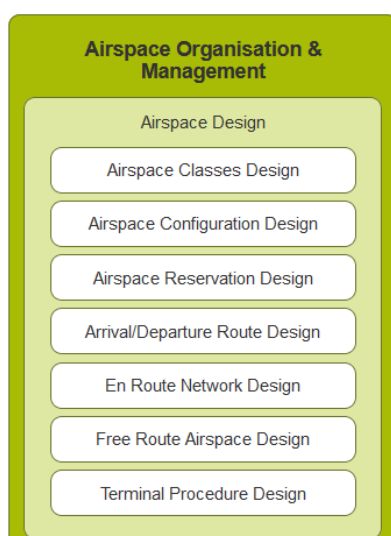 Airspace Organisation &
Management
Airspace Design
Airspace Classes Design
Airspace Configuration Design
Airspace Reservation Design
Arrival/Departure Route Design
En Route Network Design
Free Route Airspace Design
Terminal Procedure Design